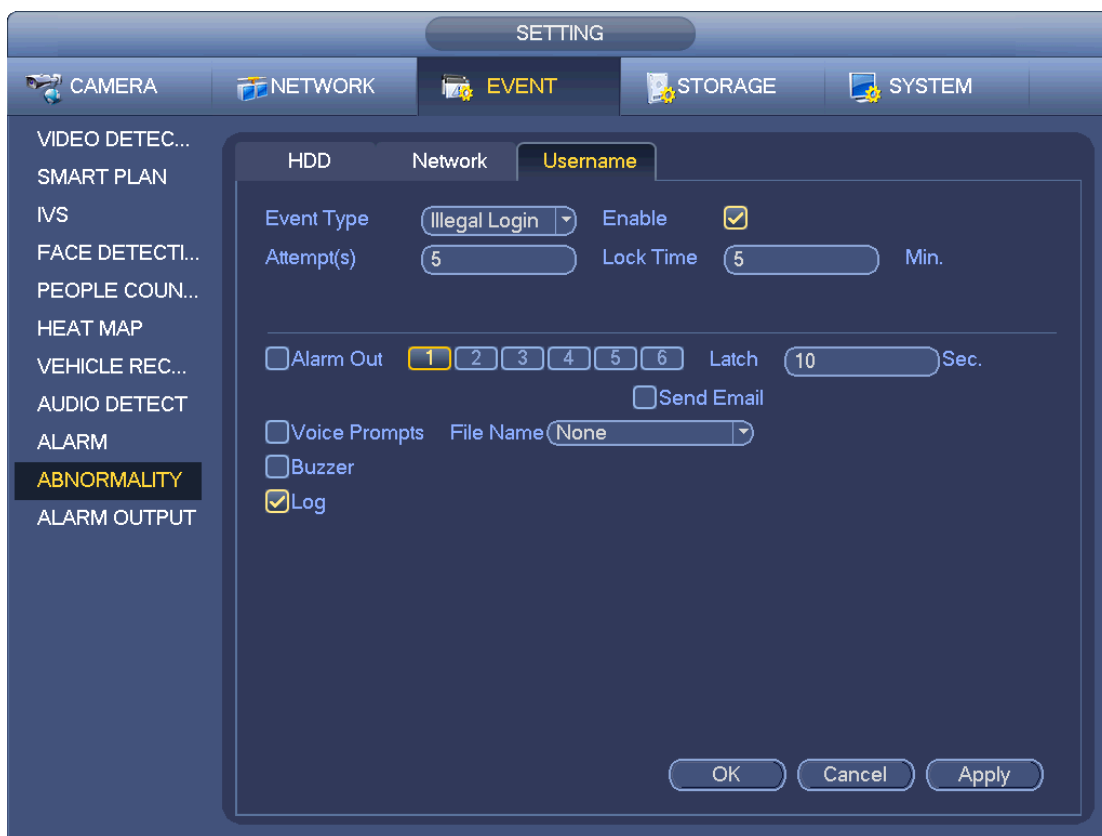 SETTING
CAMERA NETWORK EVENT STORAGE SYSTEM
VIDEO DETEC...
SMART PLAN
IVS
FACE DETECTI...
PEOPLE COUN...
HEAT MAP
VEHICLE REC...
AUDIO DETECT
ALARM
ABNORMALITY
ALARM OUTPUT
HDD Network Username
Event Type Illegal Login Enable
Attempt(s) 5 Lock Time 5 Min.
Alarm Out 1 2 3 4 5 6 Latch 10 Sec.
Send Email
Voice Prompts File Name None
Buzzer
Log
OK Cancel Apply